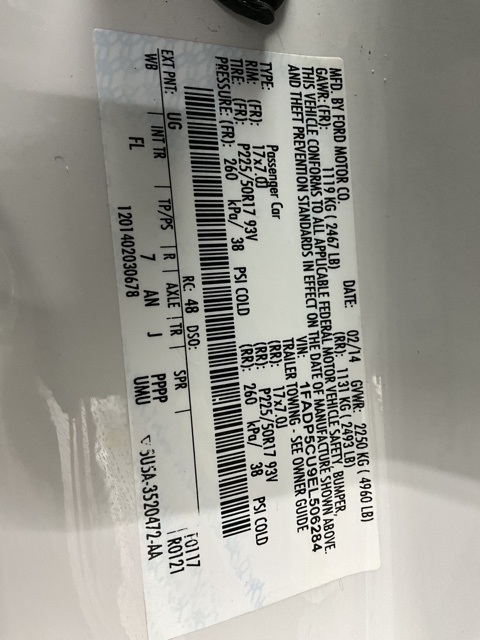 MFD. BY FORD MOTOR CO.
DATE: 02/14 GVWR: 2250 KG ( 4960 LB)
GAWR: (FR): 1119 KG ( 2467 LB) (RR): 1131 KG ( 2493 LB)
THIS VEHICLE CONFORMS TO ALL APPLICABLE FEDERAL MOTOR VEHICLE SAFETY, BUMPER,
AND THEFT PREVENTION STANDARDS IN EFFECT ON THE DATE OF MANUFACTURE SHOWN ABOVE.
VIN: 1FADP5CU9EL506284
TYPE: Passenger Car TRAILER TOWING - SEE OWNER GUIDE
RIM: (FR): 17x7.0J (RR): 17x7.0J
TIRE: (FR): P225/50R17 93V (RR): P225/50R17 93V
PRESSURE: (FR): 260 kPa/ 38 PSI COLD (RR): 260 kPa/ 38 PSI COLD
EXT PNT: UG RC: 48 DSO: F0117
WB INT TR TP/PS R AXLE TR SPR R0121
FL 7 AN J PPPP
1201402030678 UMU 5U5A-3520472-AA